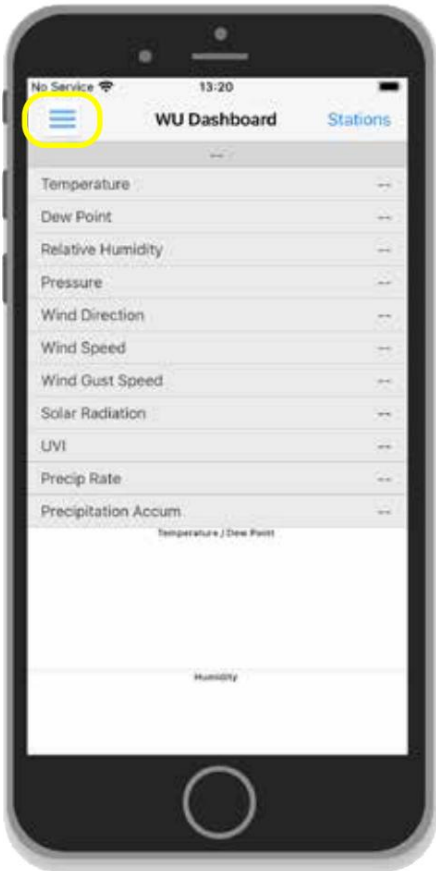 No Service 13:20
WU Dashboard Stations
--
Temperature --
Dew Point --
Relative Humidity --
Pressure --
Wind Direction --
Wind Speed --
Wind Gust Speed --
Solar Radiation --
UVI --
Precip Rate --
Precipitation Accum --
Temperature / Dew Point
Humidity